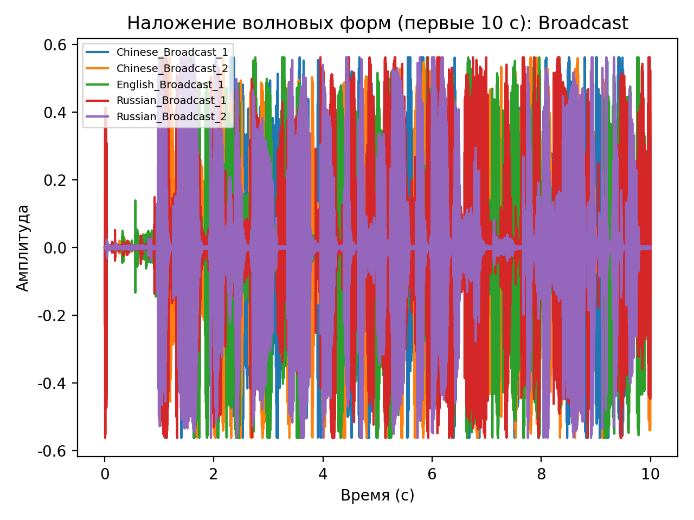 Наложение волновых форм (первые 10 с): Broadcast
Chinese_Broadcast_1
Chinese_Broadcast_2
English_Broadcast_1
Russian_Broadcast_1
Russian_Broadcast_2
Амплитуда
0.6
0.4
0.2
0.0
-0.2
-0.4
-0.6
0 2 4 6 8 10
Время (с)